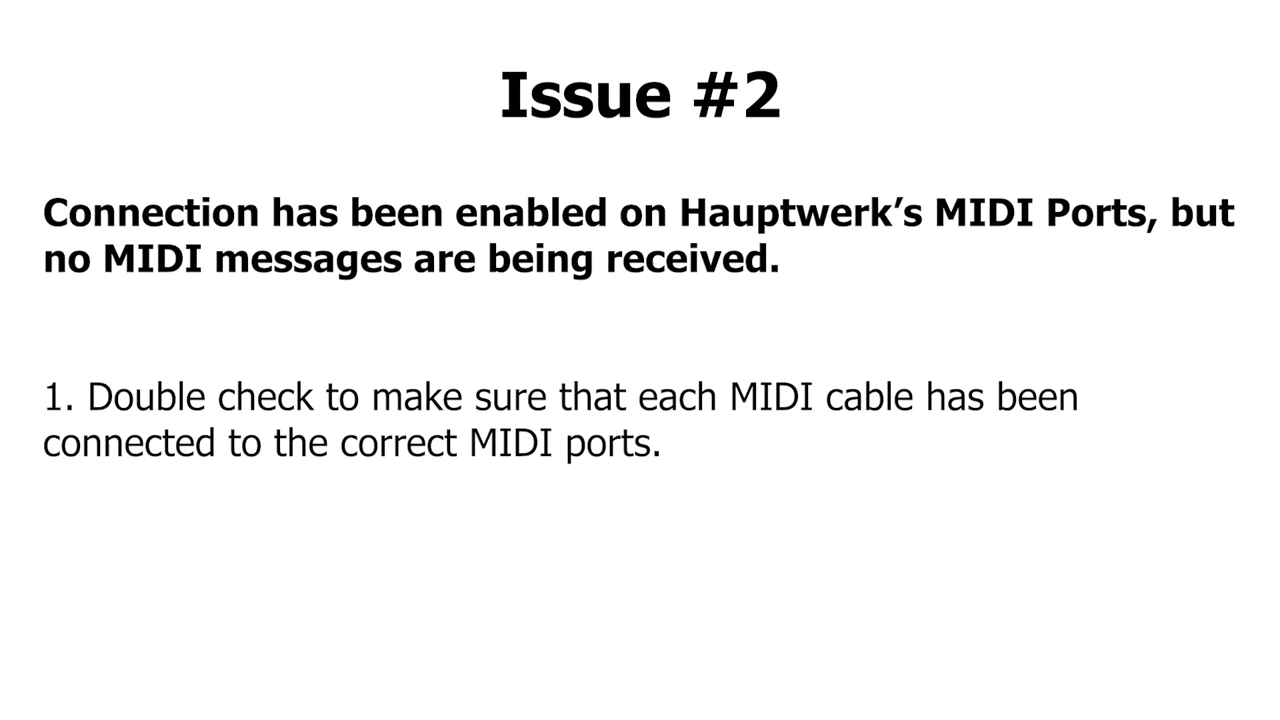 Issue #2
Connection has been enabled on Hauptwerk’s MIDI Ports, but
no MIDI messages are being received.
1. Double check to make sure that each MIDI cable has been
connected to the correct MIDI ports.